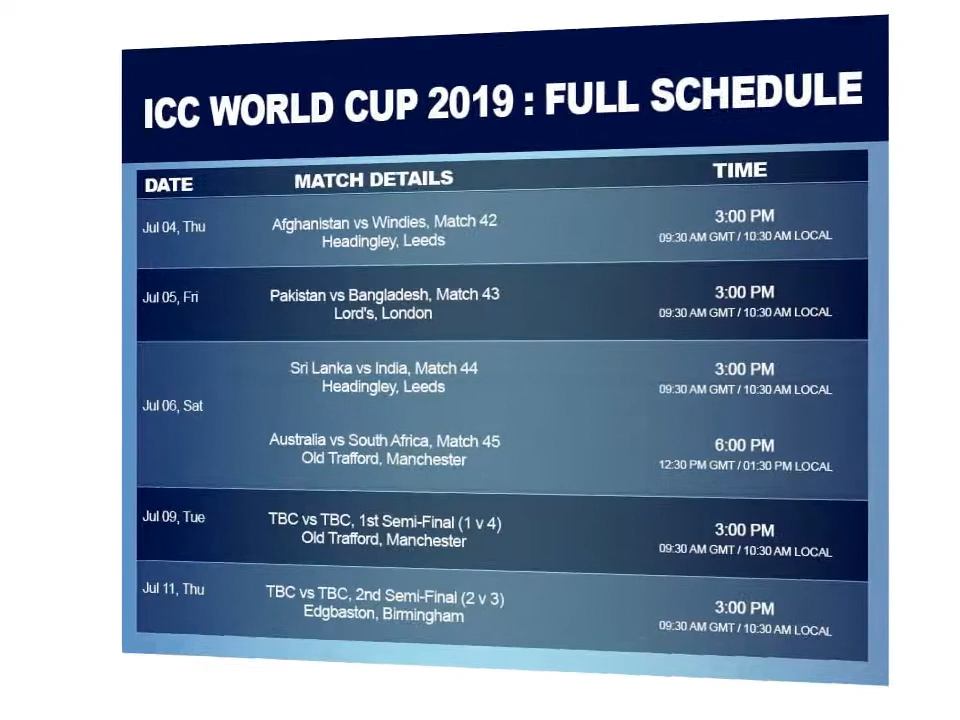 ICC WORLD CUP 2019 : FULL SCHEDULE
DATE MATCH DETAILS TIME
Jul 04, Thu
Afghanistan vs Windies, Match 42
Headingley, Leeds
3:00 PM
09:30 AM GMT / 10:30 AM LOCAL
Jul 05, Fri
Pakistan vs Bangladesh, Match 43
Lord's, London
3:00 PM
09:30 AM GMT / 10:30 AM LOCAL
Jul 06, Sat
Sri Lanka vs India, Match 44
Headingley, Leeds
3:00 PM
09:30 AM GMT / 10:30 AM LOCAL
Australia vs South Africa, Match 45
Old Trafford, Manchester
6:00 PM
12:30 PM GMT / 01:30 PM LOCAL
Jul 09, Tue
TBC vs TBC, 1st Semi-Final (1 v 4)
Old Trafford, Manchester
3:00 PM
09:30 AM GMT / 10:30 AM LOCAL
Jul 11, Thu
TBC vs TBC, 2nd Semi-Final (2 v 3)
Edgbaston, Birmingham
3:00 PM
09:30 AM GMT / 10:30 AM LOCAL